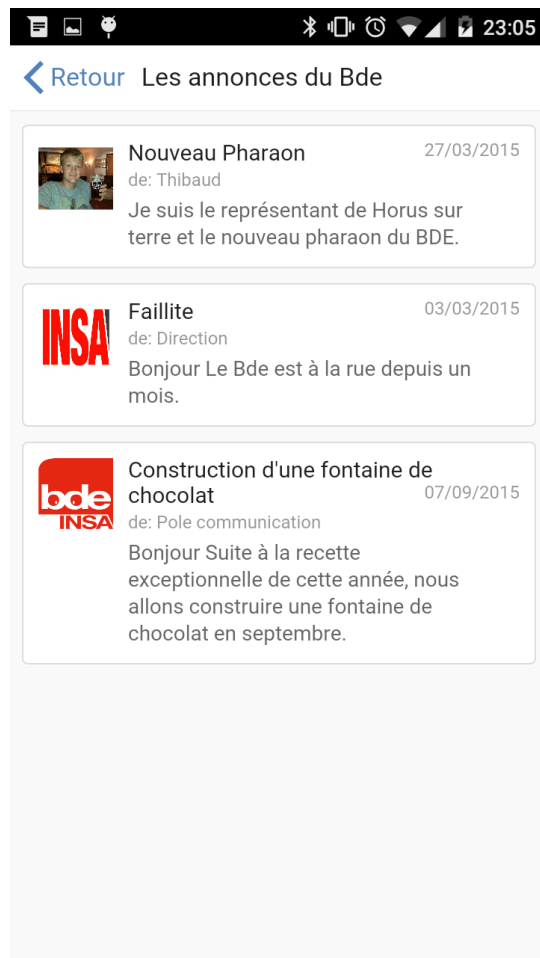 23:05
Retour Les annonces du Bde
Nouveau Pharaon 27/03/2015
de: Thibaud
Je suis le représentant de Horus sur
terre et le nouveau pharaon du BDE.
INSA
Faillite 03/03/2015
de: Direction
Bonjour Le Bde est à la rue depuis un
mois.
bde
INSA
Construction d'une fontaine de
chocolat 07/09/2015
de: Pole communication
Bonjour Suite à la recette
exceptionnelle de cette année, nous
allons construire une fontaine de
chocolat en septembre.